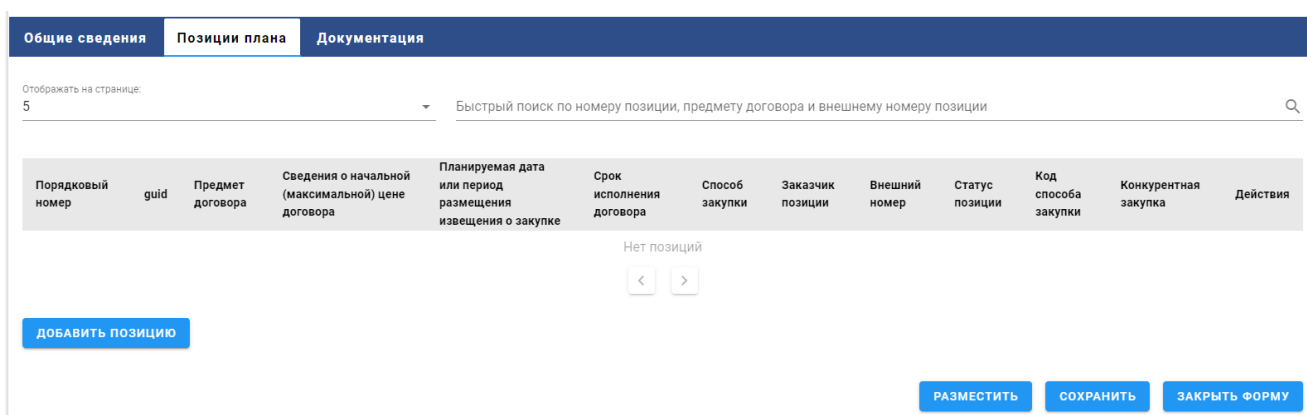 Общие сведения Позиции плана Документация
Отображать на странице:
5 Быстрый поиск по номеру позиции, предмету договора и внешнему номеру позиции
Порядковый номер
guid
Предмет договора
Сведения о начальной (максимальной) цене договора
Планируемая дата или период размещения извещения о закупке
Срок исполнения договора
Способ закупки
Заказчик позиции
Внешний номер
Статус позиции
Код способа закупки
Конкурентная закупка
Действия
Нет позиций
ДОБАВИТЬ ПОЗИЦИЮ
РАЗМЕСТИТЬ СОХРАНИТЬ ЗАКРЫТЬ ФОРМУ